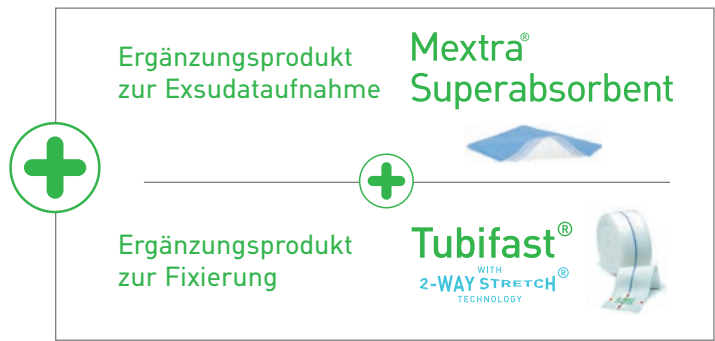 Ergänzungsprodukt
zur Exsudataufnahme
Mextra®
Superabsorbent
Ergänzungsprodukt
zur Fixierung
Tubifast®
WITH
2-WAY STRETCH®
TECHNOLOGY